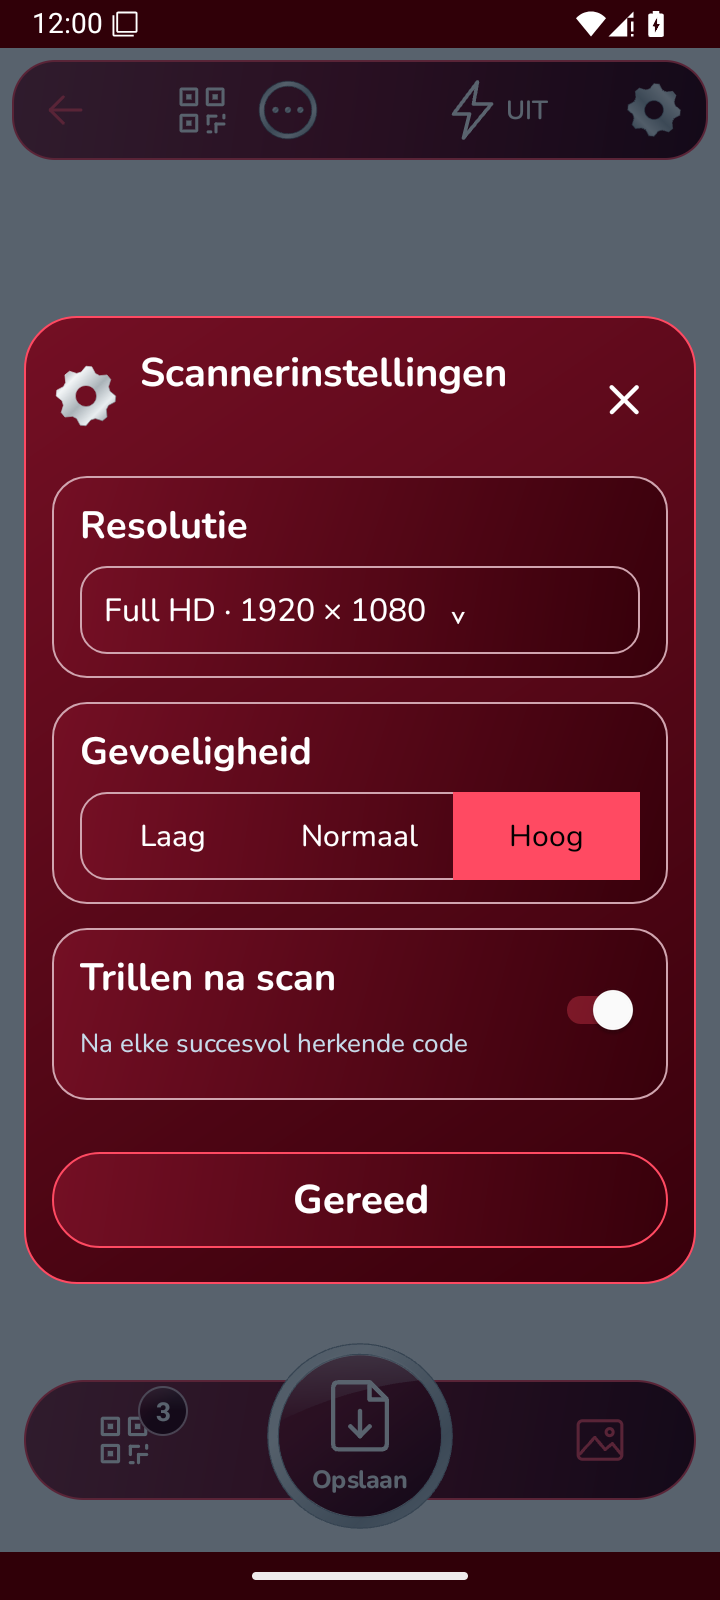 12:00
UIT
Scannerinstellingen
Resolutie
Full HD · 1920 × 1080
Gevoeligheid
Laag Normaal Hoog
Trillen na scan
Na elke succesvol herkende code
Gereed
3
Opslaan